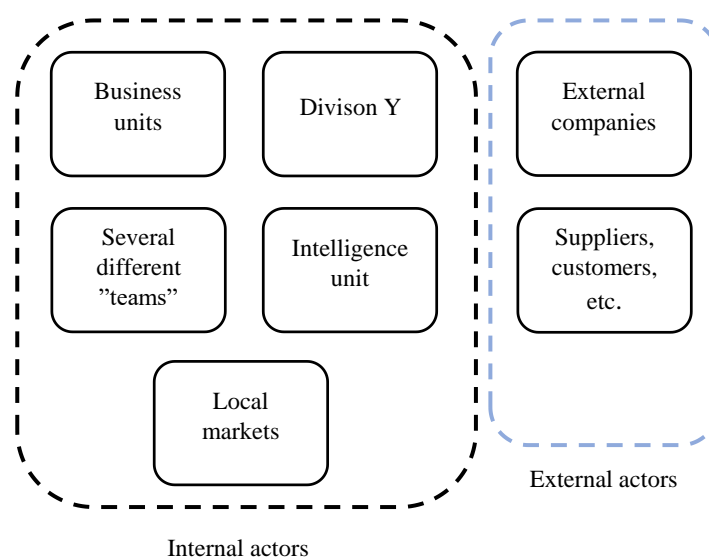 Business
units
Divison Y
Several
different
”teams”
Intelligence
unit
Local
markets
Internal actors
External
companies
Suppliers,
customers,
etc.
External actors